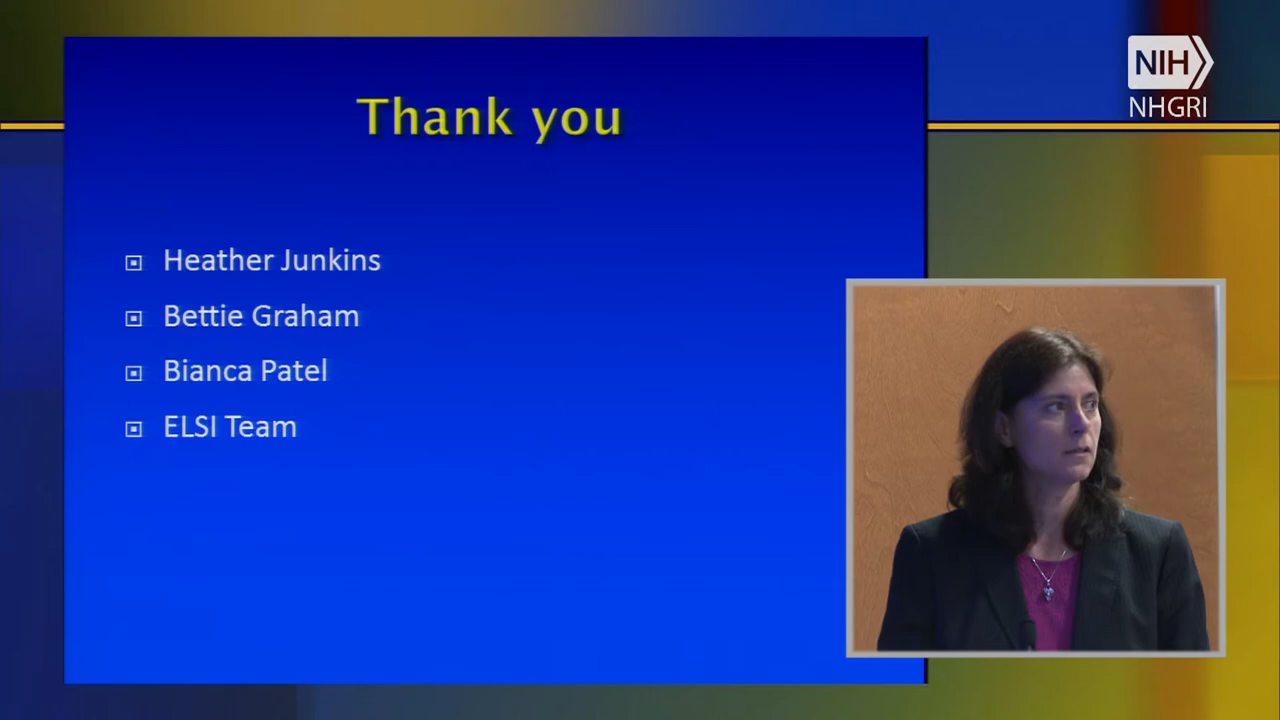 NIH
NHGRI
Thank you
Heather Junkins
Bettie Graham
Bianca Patel
ELSI Team